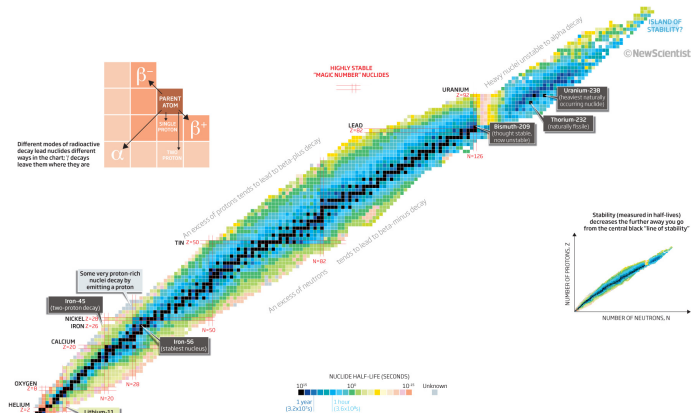 ISLAND OF
STABILITY?
©NewScientist
Heavy nuclei unstable to alpha decay
HIGHLY STABLE
"MAGIC NUMBER" NUCLIDES
β−
PARENT
ATOM
SINGLE
PROTON
β+
α
TWO
PROTON
Different modes of radioactive
decay lead nuclides different
ways in the chart: γ decays
leave them where they are
URANIUM
Z=92
Uranium-238
(heaviest naturally
occurring nuclide)
Thorium-232
(naturally fissile)
LEAD
Z=82
Bismuth-209
(thought stable,
now unstable)
N=126
An excess of protons tends to lead to beta-plus decay
Stability (measured in half-lives)
decreases the further away you go
from the central black "line of stability"
TIN Z=50
N=82
An excess of neutrons tends to lead to beta-minus decay
Some very proton-rich
nuclei decay by
emitting a proton
Iron-45
(two-proton decay)
NICKEL Z=28
IRON Z=26
N=50
Iron-56
(stablest nucleus)
CALCIUM
Z=20
NUMBER OF PROTONS, Z
NUMBER OF NEUTRONS, N
OXYGEN
Z=8
N=28
N=20
HELIUM
Z=2
Lithium-11
NUCLIDE HALF-LIFE (SECONDS)
Unknown
1 year
(3.2x10⁷s)
1 hour
(3.6x10³s)